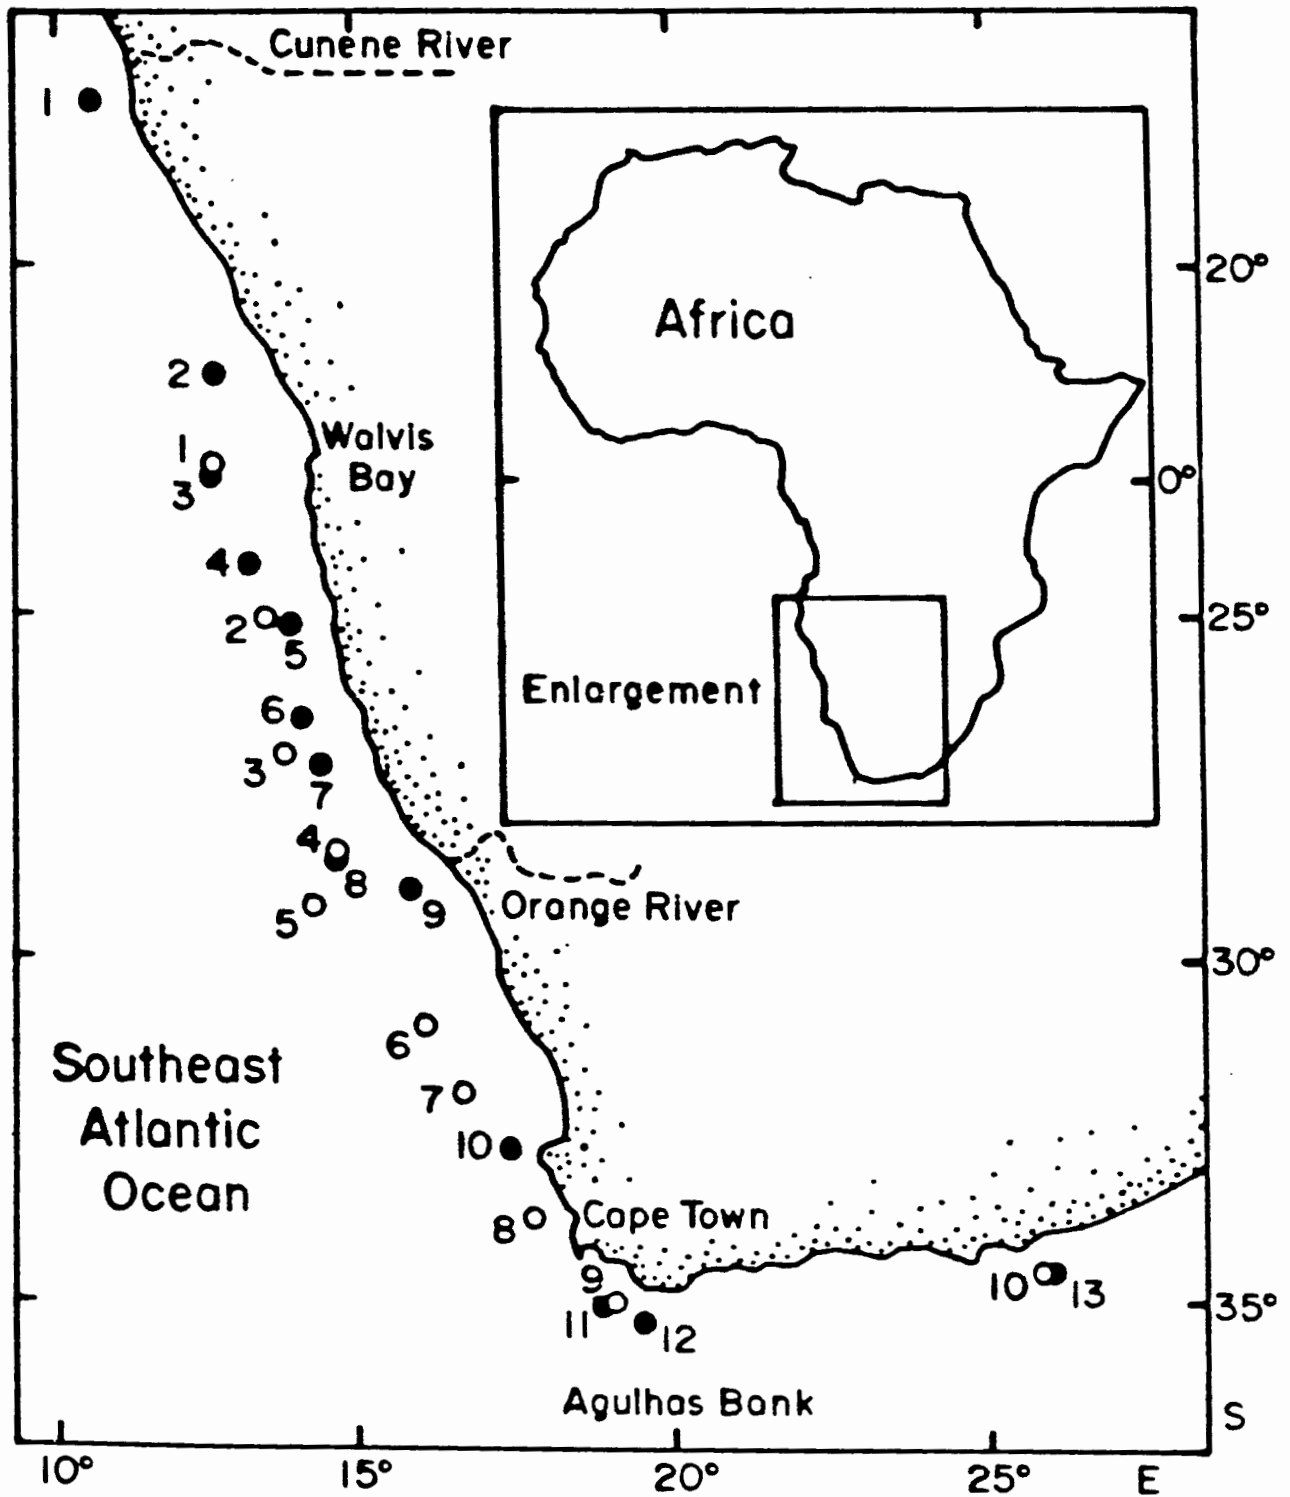 Cunene River
1
Africa
20°
2
Walvis
Bay
1
3
0°
4
2
5
25°
Enlargement
6
3
7
4
8
5
9
Orange River
30°
6
Southeast
Atlantic
Ocean
7
10
8
Cape Town
9
10
13
11
12
35°
Agulhas Bank
S
10°
15°
20°
25°
E